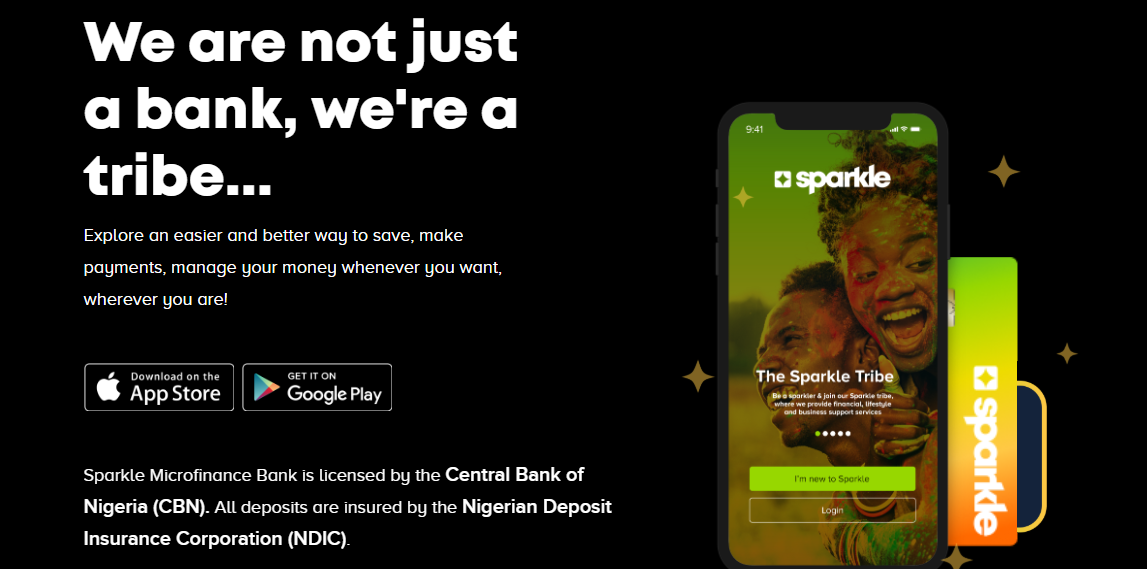 We are not just
a bank, we're a
tribe...
Explore an easier and better way to save, make
payments, manage your money whenever you want,
wherever you are!
Download on the
App Store
GET IT ON
Google Play
Sparkle Microfinance Bank is licensed by the Central Bank of
Nigeria (CBN). All deposits are insured by the Nigerian Deposit
Insurance Corporation (NDIC).
9:41
sparkle
The Sparkle Tribe
Be a sparkler & join our Sparkle tribe,
where we provide financial, lifestyle
and business support services
I'm new to Sparkle
Login
sparkle